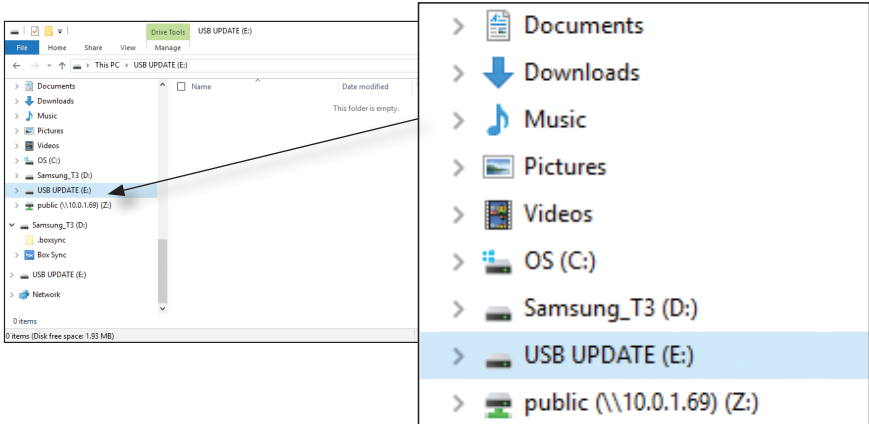 Drive Tools USB UPDATE (E:)
File Home Share View Manage
This PC > USB UPDATE (E:)
Name Date modified
This folder is empty.
Documents
Downloads
Music
Pictures
Videos
OS (C:)
Samsung_T3 (D:)
USB UPDATE (E:)
public (\\10.0.1.69) (Z:)
Samsung_T3 (D:)
.boxsync
Box Sync
USB UPDATE (E:)
Network
0 items
0 items (Disk free space: 1.93 MB)
Documents
Downloads
Music
Pictures
Videos
OS (C:)
Samsung_T3 (D:)
USB UPDATE (E:)
public (\\10.0.1.69) (Z:)